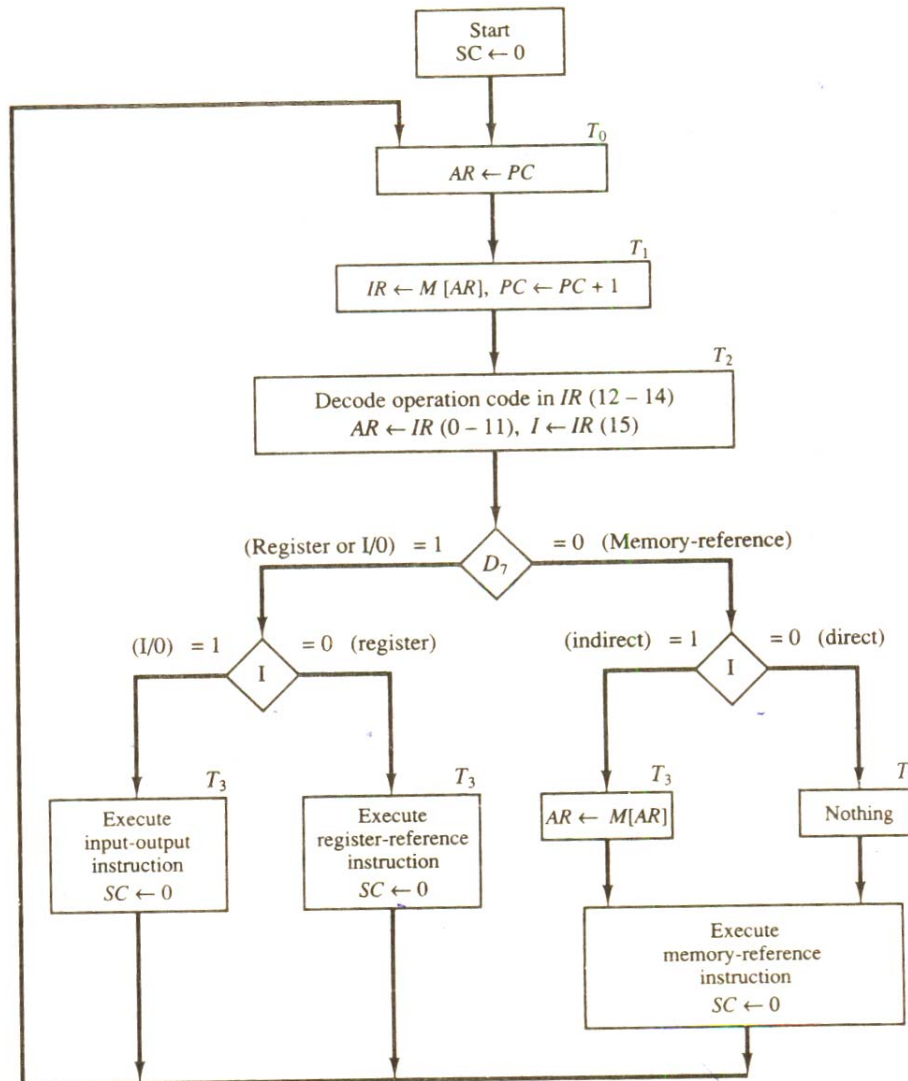 Start
SC ← 0
T₀
AR ← PC
T₁
IR ← M [AR], PC ← PC + 1
T₂
Decode operation code in IR (12 – 14)
AR ← IR (0 – 11), I ← IR (15)
(Register or I/0) = 1
= 0 (Memory-reference)
D₇
(I/0) = 1
= 0 (register)
(indirect) = 1
= 0 (direct)
I
I
T₃
T₃
T₃
T
Execute
input-output
instruction
SC ← 0
Execute
register-reference
instruction
SC ← 0
AR ← M[AR]
Nothing
Execute
memory-reference
instruction
SC ← 0